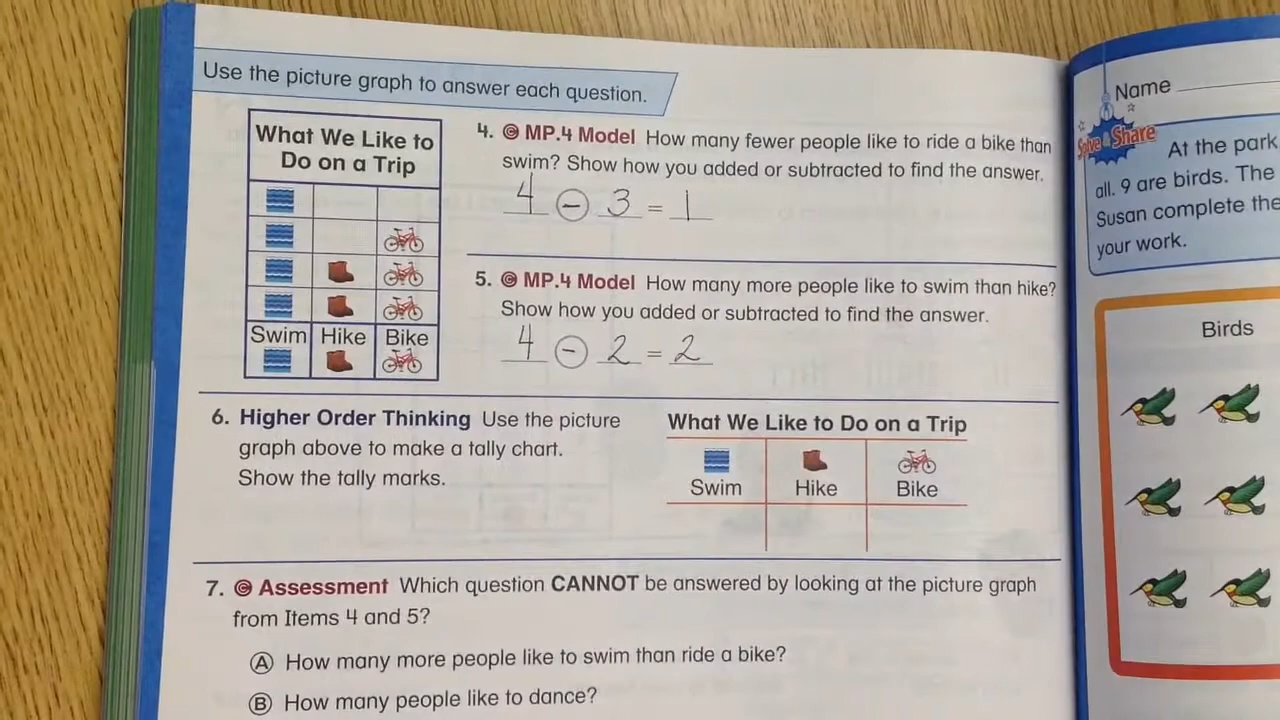 Use the picture graph to answer each question.
What We Like to
Do on a Trip
Swim Hike Bike
4. © MP.4 Model How many fewer people like to ride a bike than
swim? Show how you added or subtracted to find the answer.
4 − 3 = 1
5. © MP.4 Model How many more people like to swim than hike?
Show how you added or subtracted to find the answer.
4 − 2 = 2
6. Higher Order Thinking Use the picture
graph above to make a tally chart.
Show the tally marks.
What We Like to Do on a Trip
Swim Hike Bike
7. © Assessment Which question CANNOT be answered by looking at the picture graph
from Items 4 and 5?
Ⓐ How many more people like to swim than ride a bike?
Ⓑ How many people like to dance?
Name
Solve & Share
At the park
all. 9 are birds. The
Susan complete the
your work.
Birds